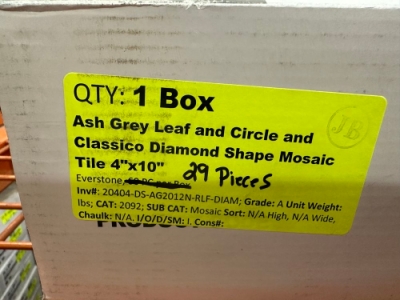 QTY: 1 Box
JB
Ash Grey Leaf and Circle and
Classico Diamond Shape Mosaic
Tile 4"x10" 29 Pieces
Everstone,
Inv#: 20404-DS-AG2012N-RLF-DIAM; Grade: A Unit Weight:
lbs; CAT: 2092; SUB CAT: Mosaic Sort: N/A High, N/A Wide,
Chaulk: N/A. I/O/D/SM: I. Cons#: